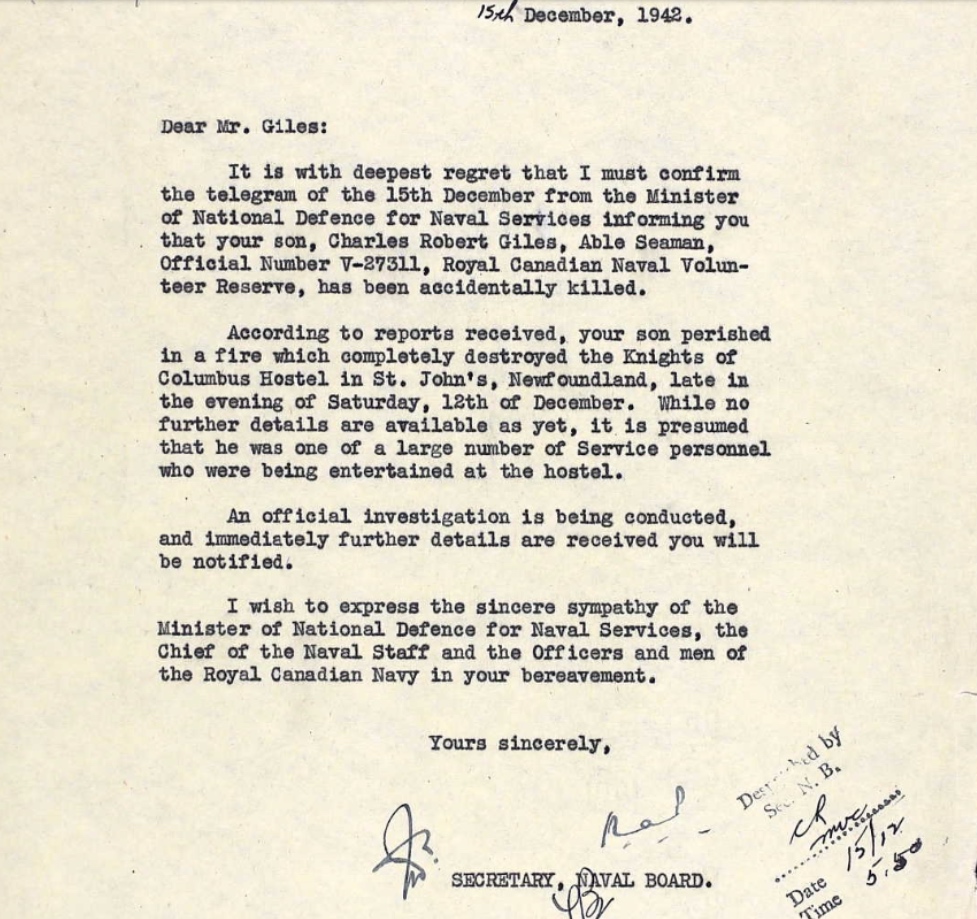 15th December, 1942.
Dear Mr. Giles:
It is with deepest regret that I must confirm
the telegram of the 15th December from the Minister
of National Defence for Naval Services informing you
that your son, Charles Robert Giles, Able Seaman,
Official Number V-27311, Royal Canadian Naval Volun-
teer Reserve, has been accidentally killed.
According to reports received, your son perished
in a fire which completely destroyed the Knights of
Columbus Hostel in St. John's, Newfoundland, late in
the evening of Saturday, 12th of December. While no
further details are available as yet, it is presumed
that he was one of a large number of Service personnel
who were being entertained at the hostel.
An official investigation is being conducted,
and immediately further details are received you will
be notified.
I wish to express the sincere sympathy of the
Minister of National Defence for Naval Services, the
Chief of the Naval Staff and the Officers and men of
the Royal Canadian Navy in your bereavement.
Yours sincerely,
SECRETARY, NAVAL BOARD.
Despatched by
Sec. N. B.
Date 15/12
Time 5.50